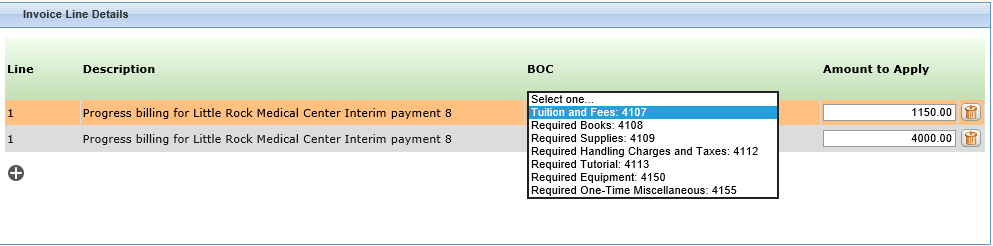 Invoice Line Details
Line Description BOC Amount to Apply
Select one...
1 Progress billing for Little Rock Medical Center Interim payment 8 Tuition and Fees: 4107 1150.00
Required Books: 4108
1 Progress billing for Little Rock Medical Center Interim payment 8 Required Supplies: 4109 4000.00
Required Handling Charges and Taxes: 4112
Required Tutorial: 4113
Required Equipment: 4150
Required One-Time Miscellaneous: 4155